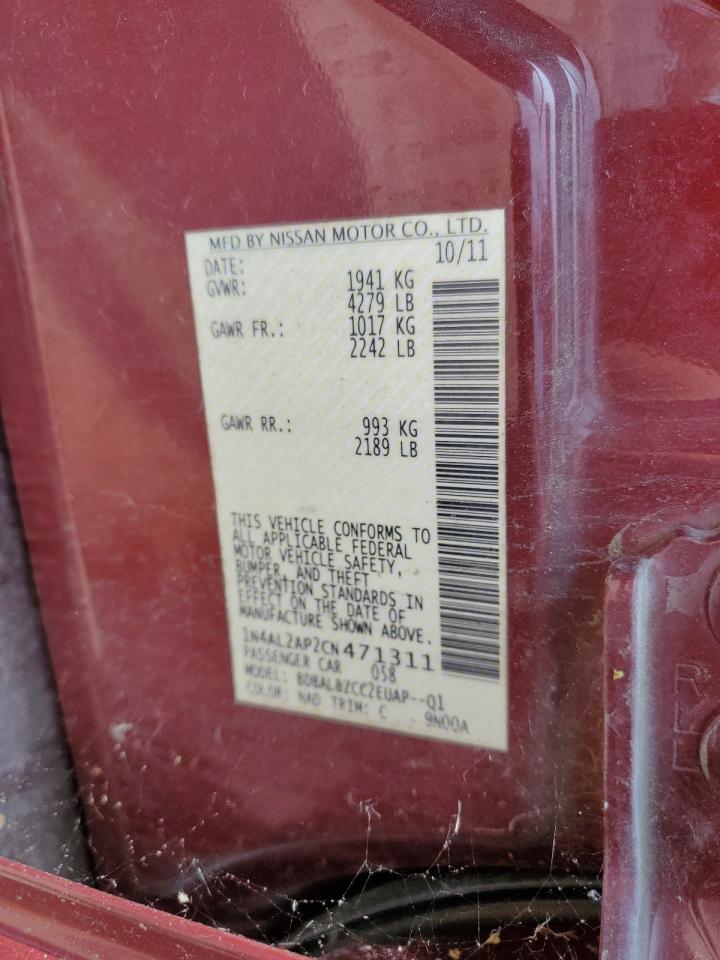 MFD BY NISSAN MOTOR CO., LTD.
DATE: 10/11
GVWR: 1941 KG
4279 LB
GAWR FR.: 1017 KG
2242 LB
GAWR RR.: 993 KG
2189 LB
THIS VEHICLE CONFORMS TO
ALL APPLICABLE FEDERAL
MOTOR VEHICLE SAFETY,
BUMPER, AND THEFT
PREVENTION STANDARDS IN
EFFECT ON THE DATE OF
MANUFACTURE SHOWN ABOVE.
1N4AL2AP2CN471311
PASSENGER CAR 058
MODEL: BDBALBZCC2EUAP--Q1
COLOR: NAD TRIM: C 9N00A